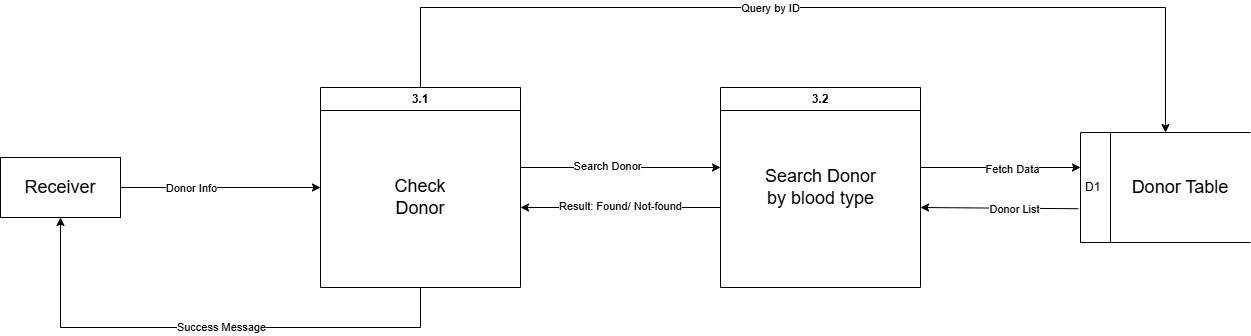 Query by ID
3.1
3.2
Receiver
Donor Info
Check
Donor
Search Donor
Result: Found/ Not-found
Search Donor
by blood type
Fetch Data
Donor List
D1
Donor Table
Success Message